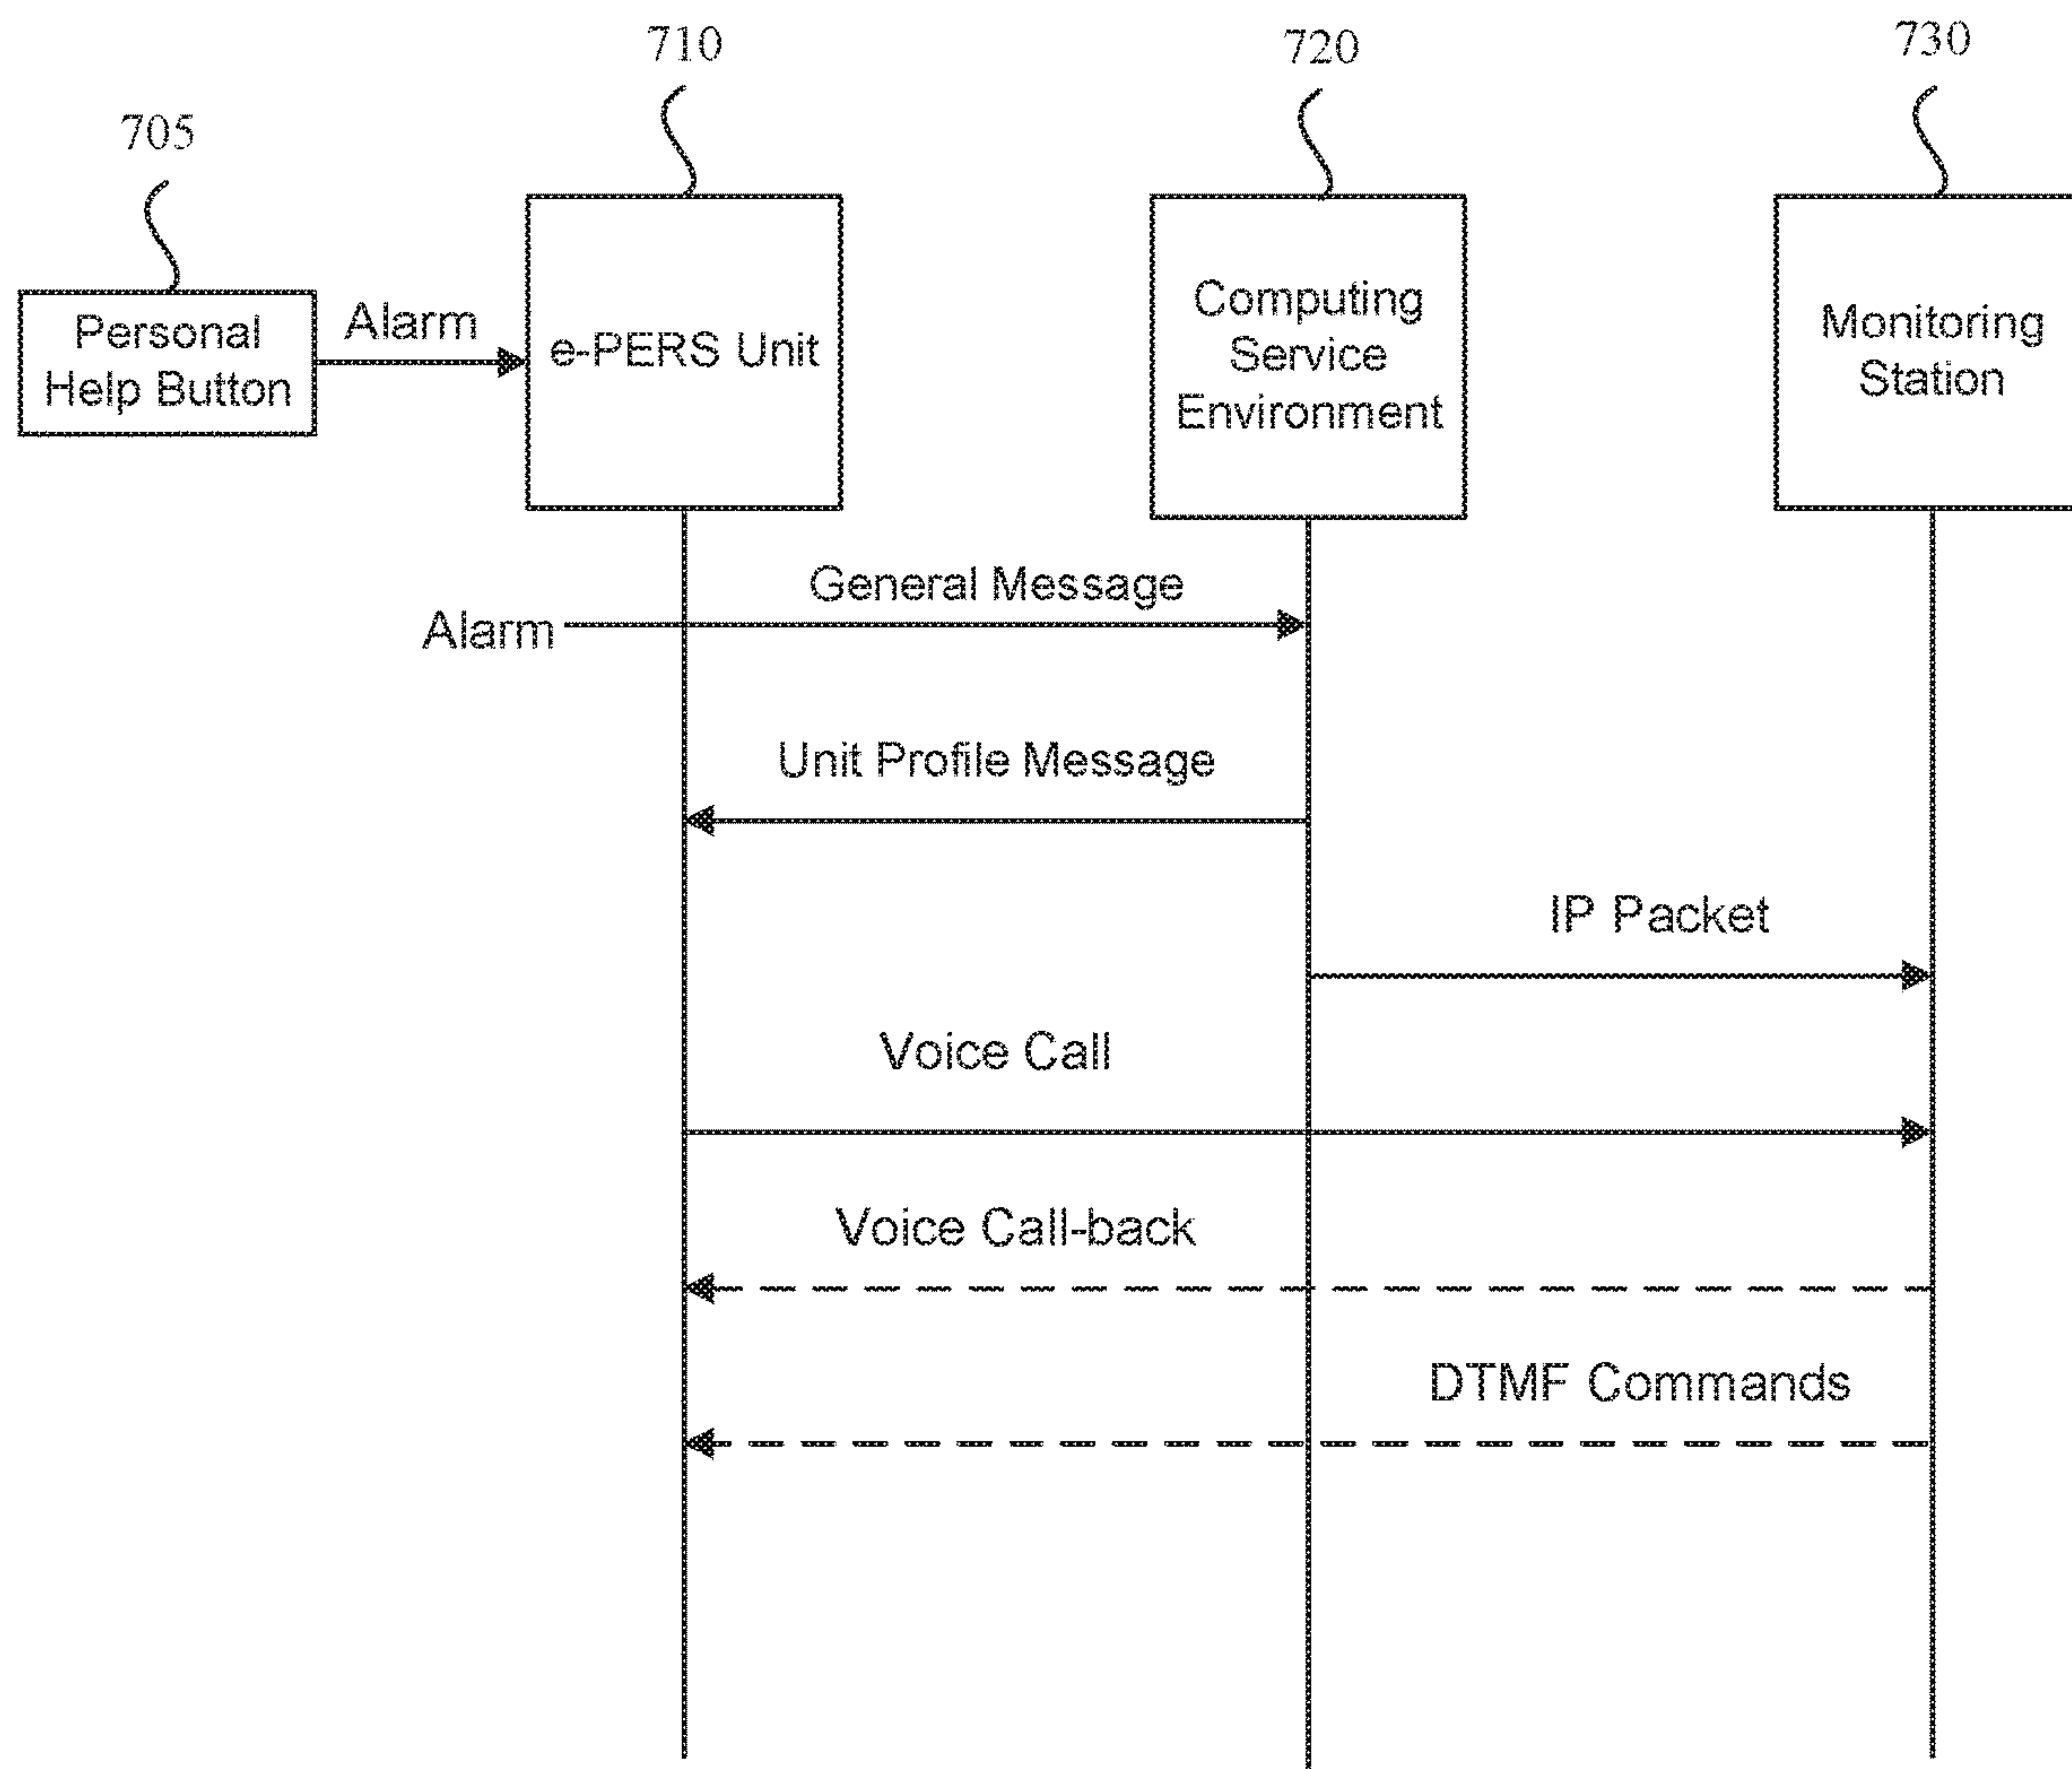 710
720
730
705
Personal
Help Button
Alarm
e-PERS Unit
Computing
Service
Environment
Monitoring
Station
General Message
Alarm
Unit Profile Message
IP Packet
Voice Call
Voice Call-back
DTMF Commands